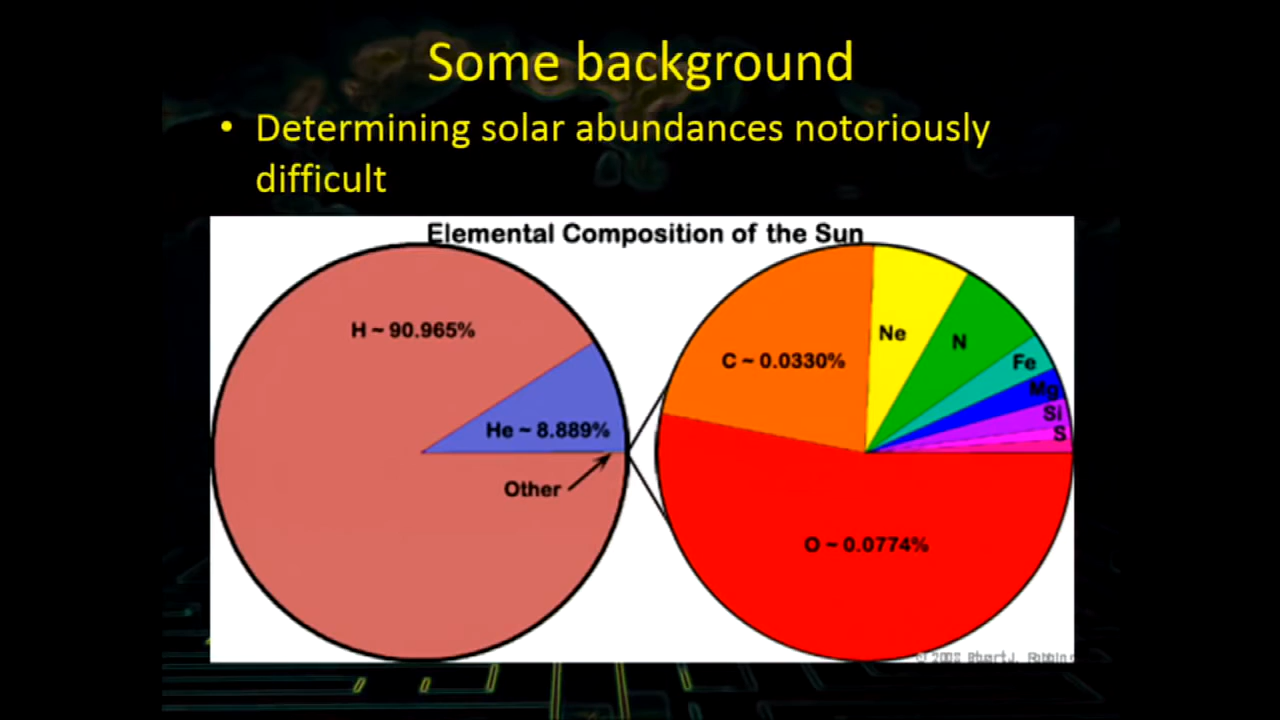 Some background
• Determining solar abundances notoriously
difficult
Elemental Composition of the Sun
H ~ 90.965%
He ~ 8.889%
Other
C ~ 0.0330%
Ne
N
Fe
Mg
Si
S
O ~ 0.0774%